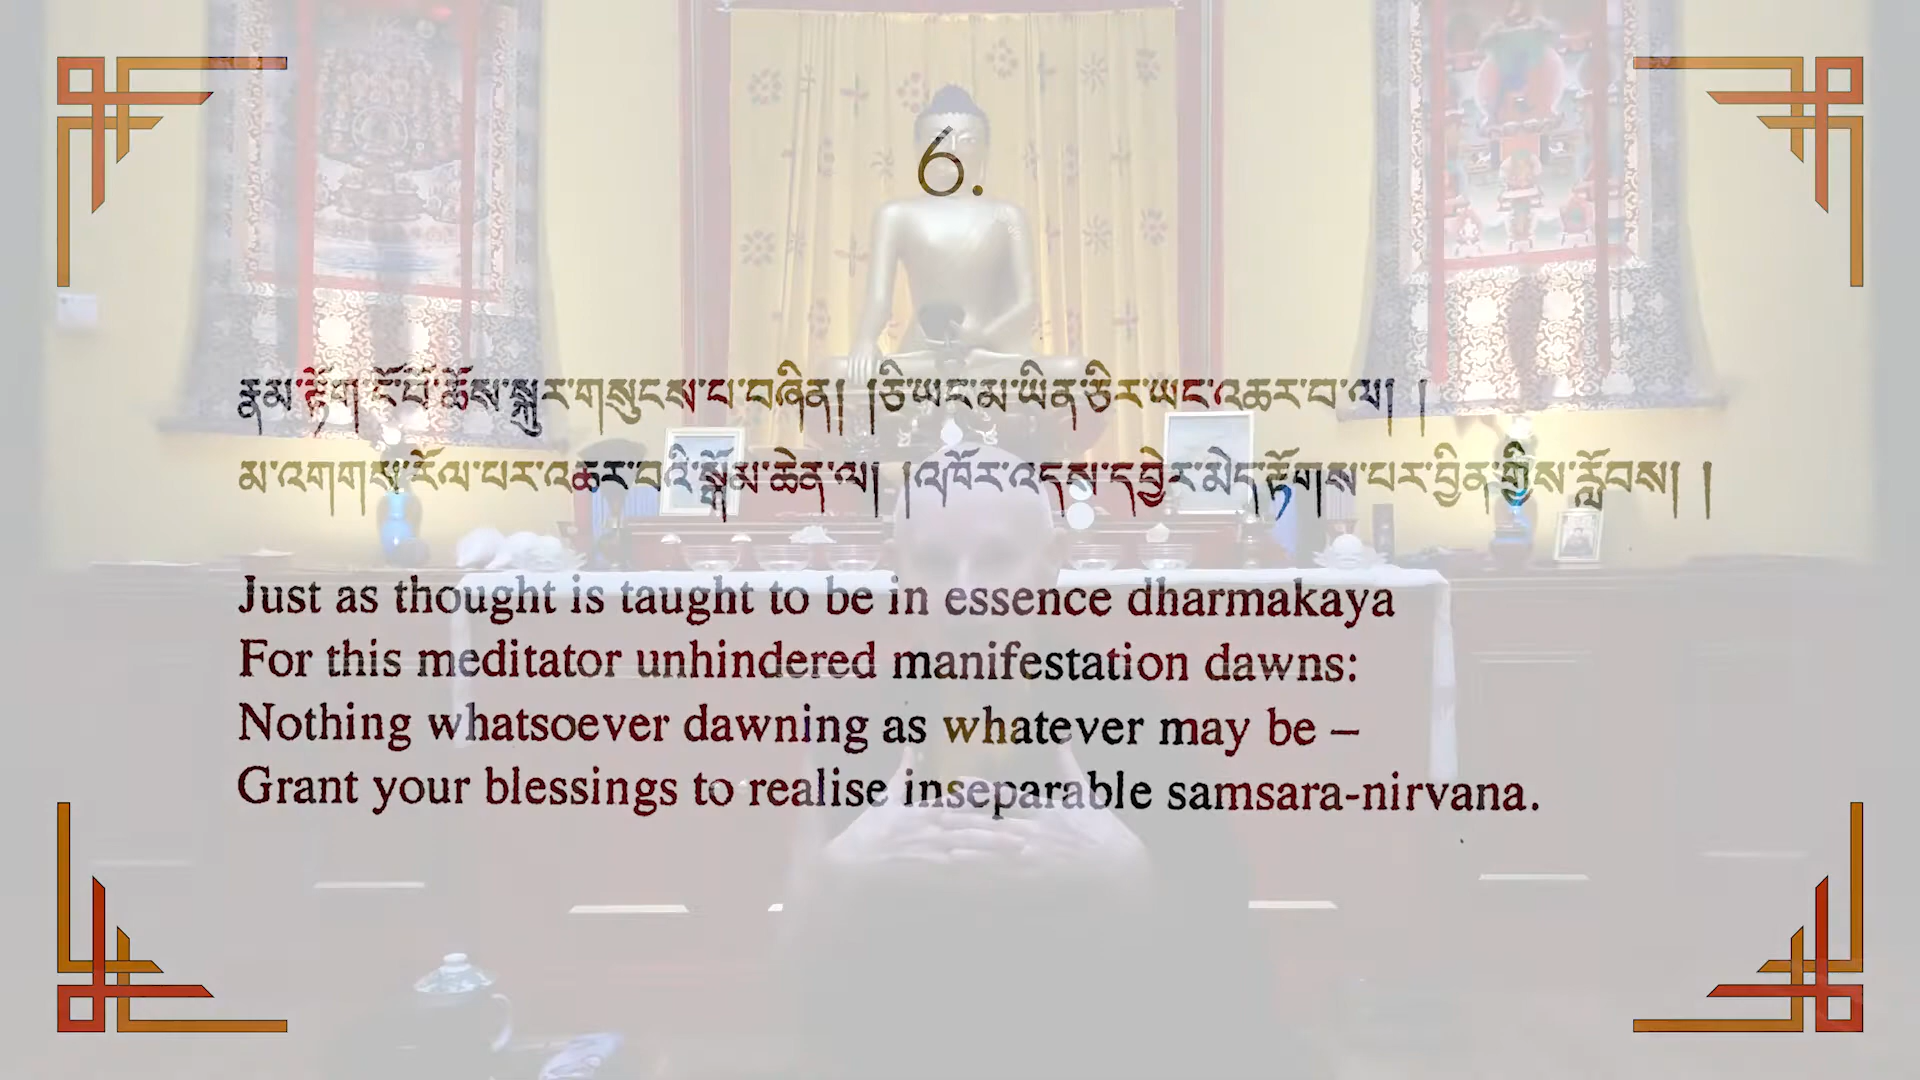 6.
རྣམ་རྟོག་ངོ་བོ་ཆོས་སྐུར་གསུངས་པ་བཞིན། །ཅི་ཡང་མ་ཡིན་ཅིར་ཡང་འཆར་བ་ལ། །
མ་འགགས་རོལ་པར་འཆར་བའི་སྒོམ་ཆེན་ལ། །འཁོར་འདས་དབྱེར་མེད་རྟོགས་པར་བྱིན་གྱིས་རློབས། །
Just as thought is taught to be in essence dharmakaya
For this meditator unhindered manifestation dawns:
Nothing whatsoever dawning as whatever may be –
Grant your blessings to realise inseparable samsara-nirvana.